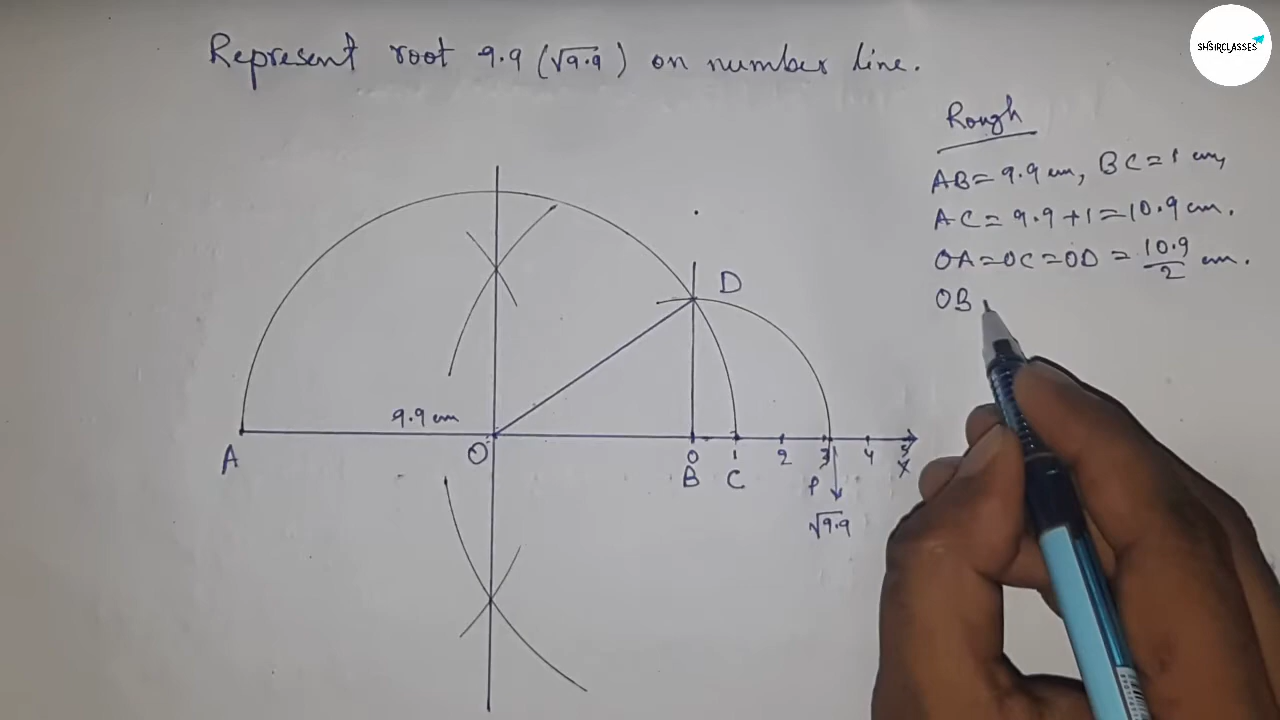 Represent root 9.9 (√9.9) on number line.
SHSIRCLASSES
Rough
AB = 9.9 cm, BC = 1 cm,
AC = 9.9 + 1 = 10.9 cm.
OA = OC = OD = 10.9/2 cm.
OB
D
9.9 cm
A O 0 1 2 3 4 5
B C P X
√9.9